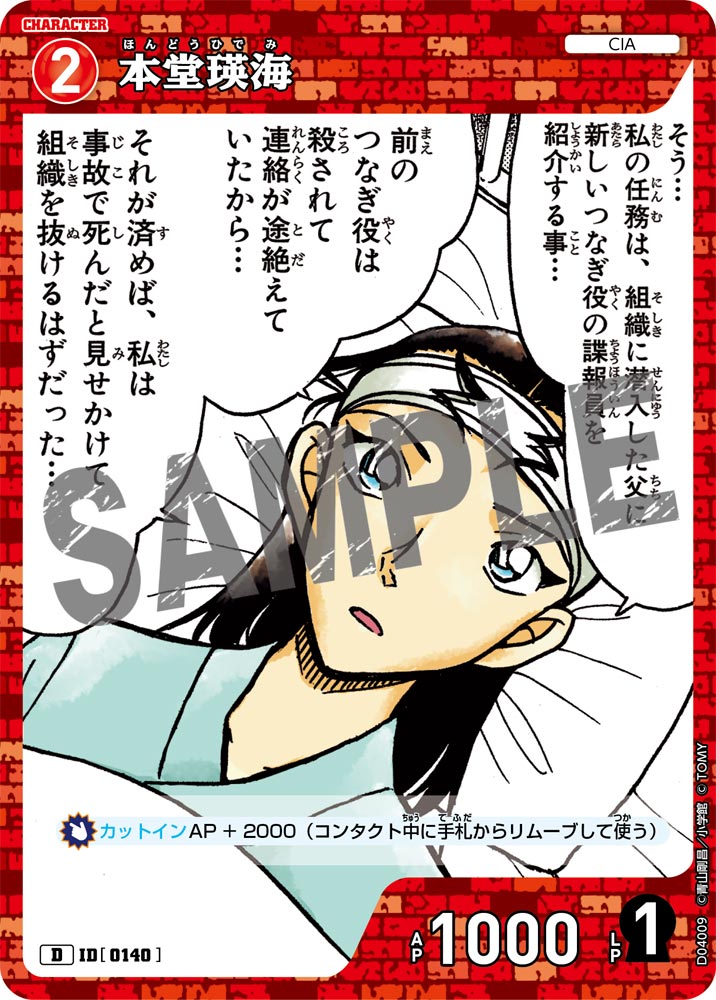 CHARACTER
2
ほんどうひでみ
本堂瑛海
CIA
そう…
私の任務は、組織に潜入した父に
新しいつなぎ役の諜報員を
紹介する事…
前の
つなぎ役は
殺されて
連絡が途絶えて
いたから…
それが済めば、私は
事故で死んだと見せかけて
組織を抜けるはずだった…
SAMPLE
カットイン AP+2000（コンタクト中に手札からリムーブして使う）
D ID[0140]
AP 1000 LP 1
D04009 ©青山剛昌／小学館 © TOMY